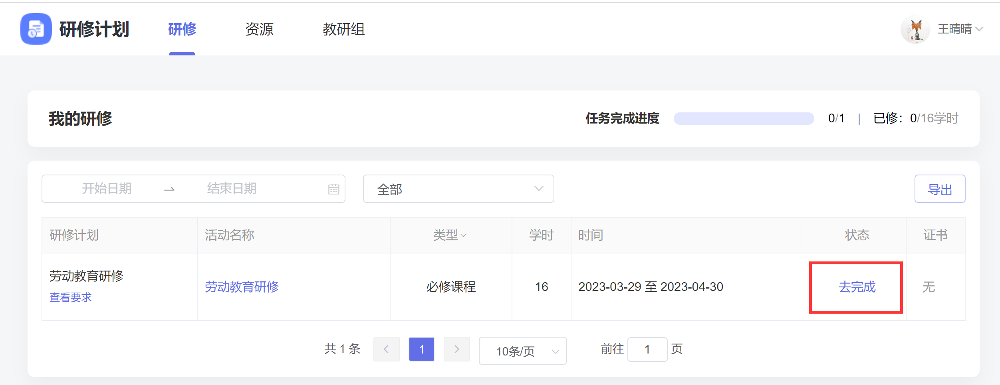 研修计划 研修 资源 教研组 王晴晴
我的研修 任务完成进度 0/1 | 已修：0/16学时
开始日期 结束日期 全部 导出
研修计划 活动名称 类型 学时 时间 状态 证书
劳动教育研修
查看要求
劳动教育研修 必修课程 16 2023-03-29 至 2023-04-30 去完成 无
共 1 条 1 10条/页 前往 1 页